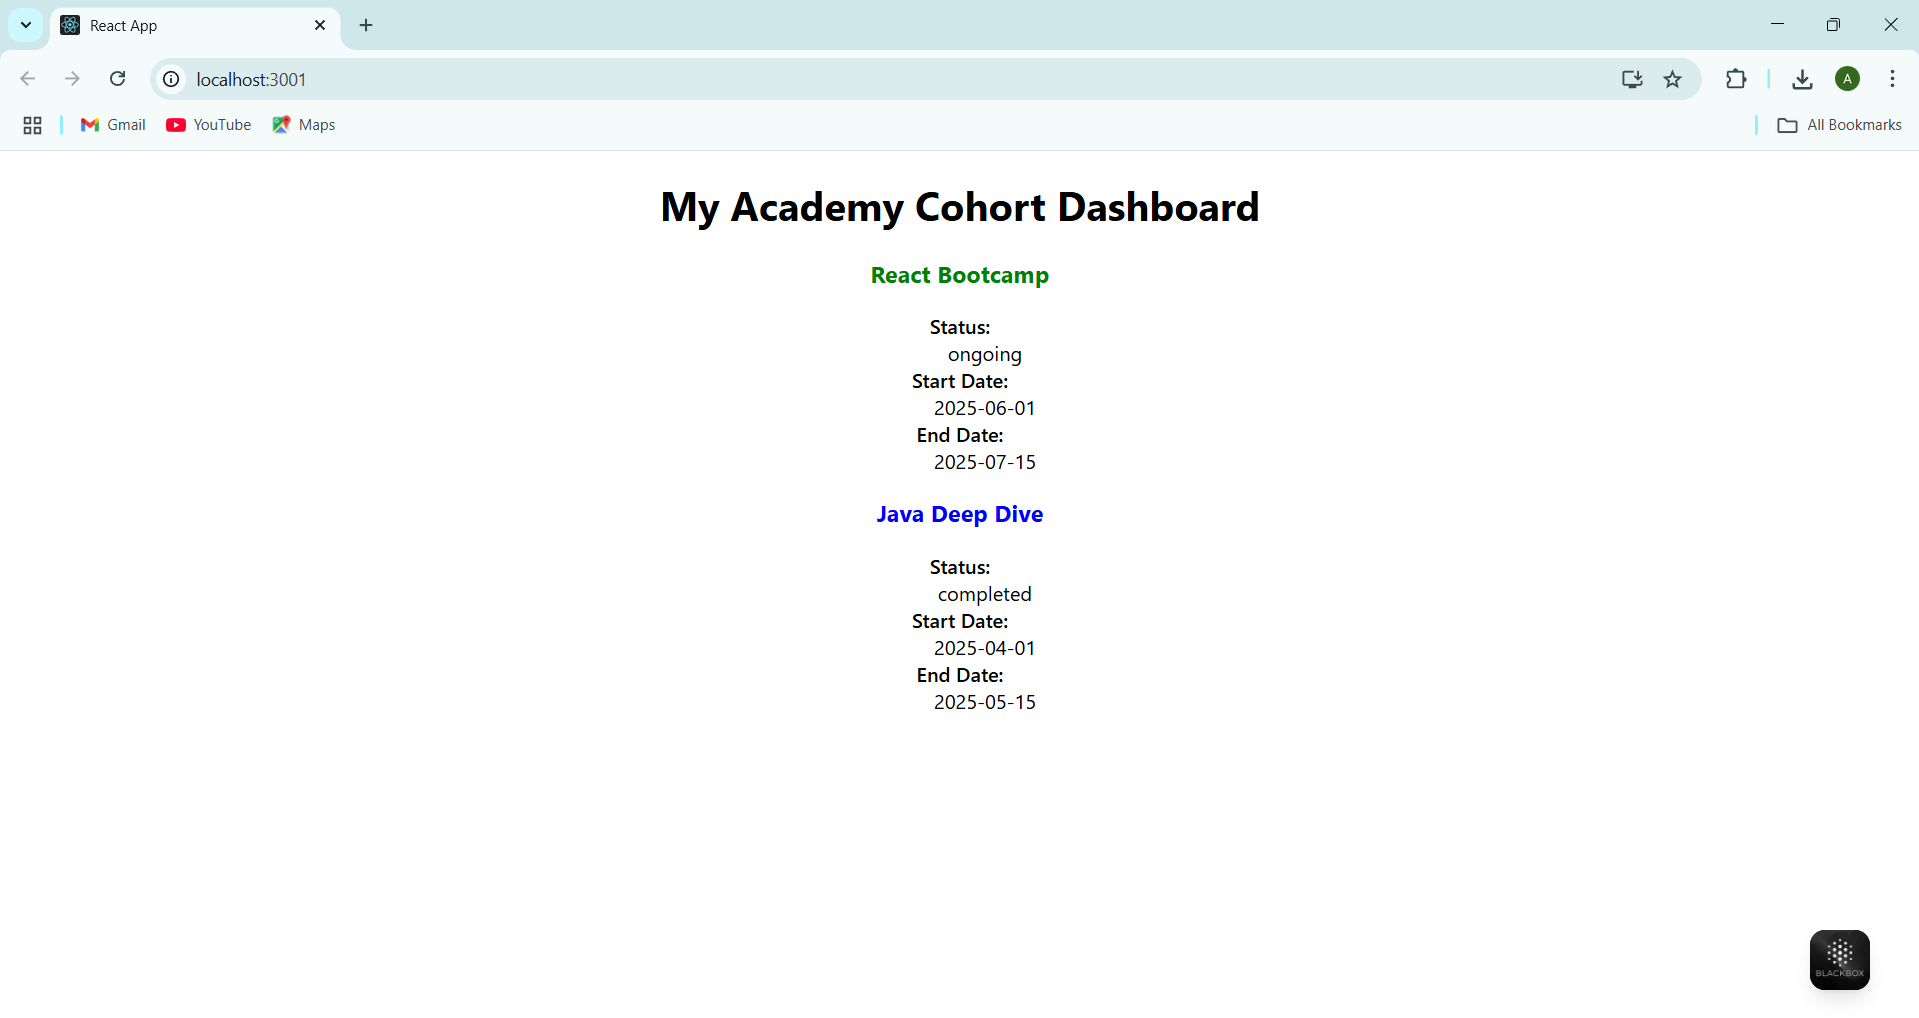 React App
localhost:3001
A
Gmail
YouTube
Maps
All Bookmarks
My Academy Cohort Dashboard
React Bootcamp
Status:
ongoing
Start Date:
2025-06-01
End Date:
2025-07-15
Java Deep Dive
Status:
completed
Start Date:
2025-04-01
End Date:
2025-05-15
BLACKBOX